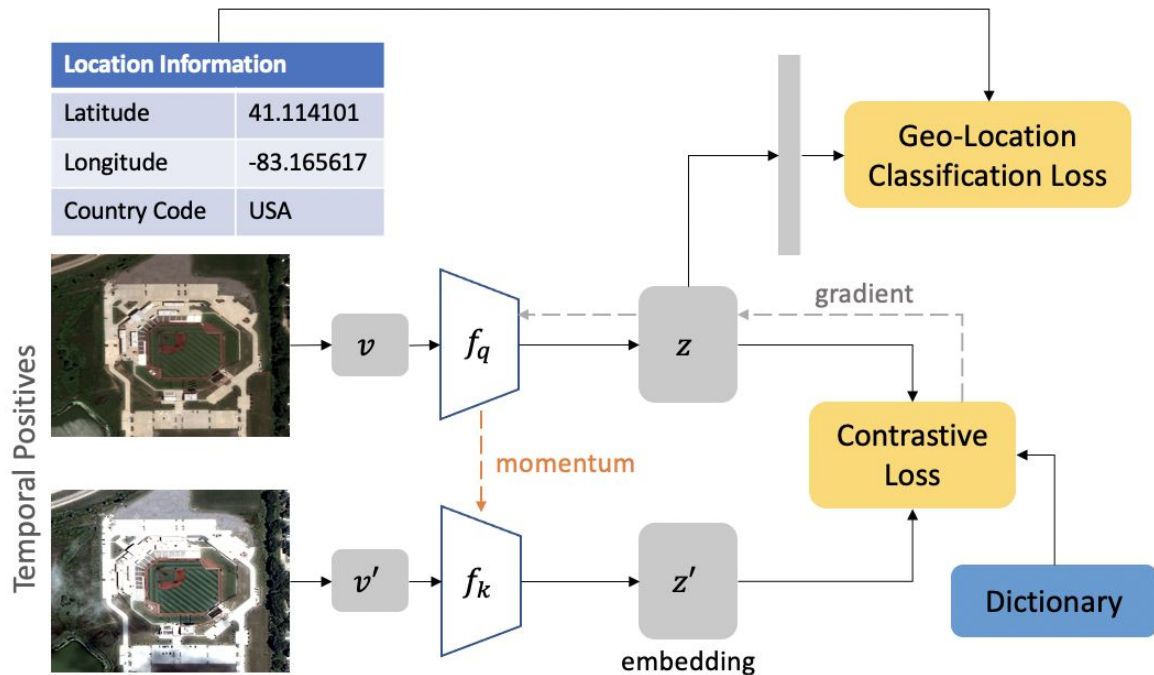 Location Information
Latitude 41.114101
Longitude -83.165617
Country Code USA
Geo-Location
Classification Loss
Temporal Positives
v
f_q
z
gradient
momentum
Contrastive
Loss
v'
f_k
z'
embedding
Dictionary